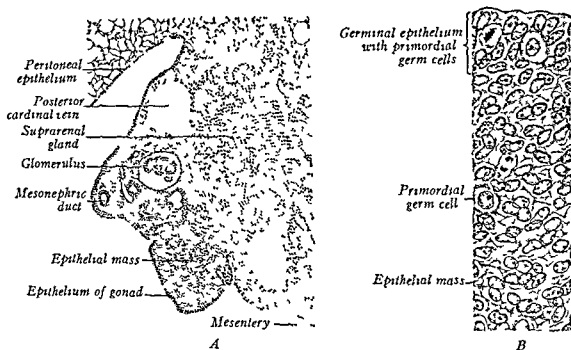 Peritoneal
epithelium
Posterior
cardinal vein
Suprarenal
gland
Glomerulus
Mesonephric
duct
Epithelial mass
Epithelium of gonad
Mesentery
A
Germinal epithelium
with primordial
germ cells
Primordial
germ cell
Epithelial mass
B